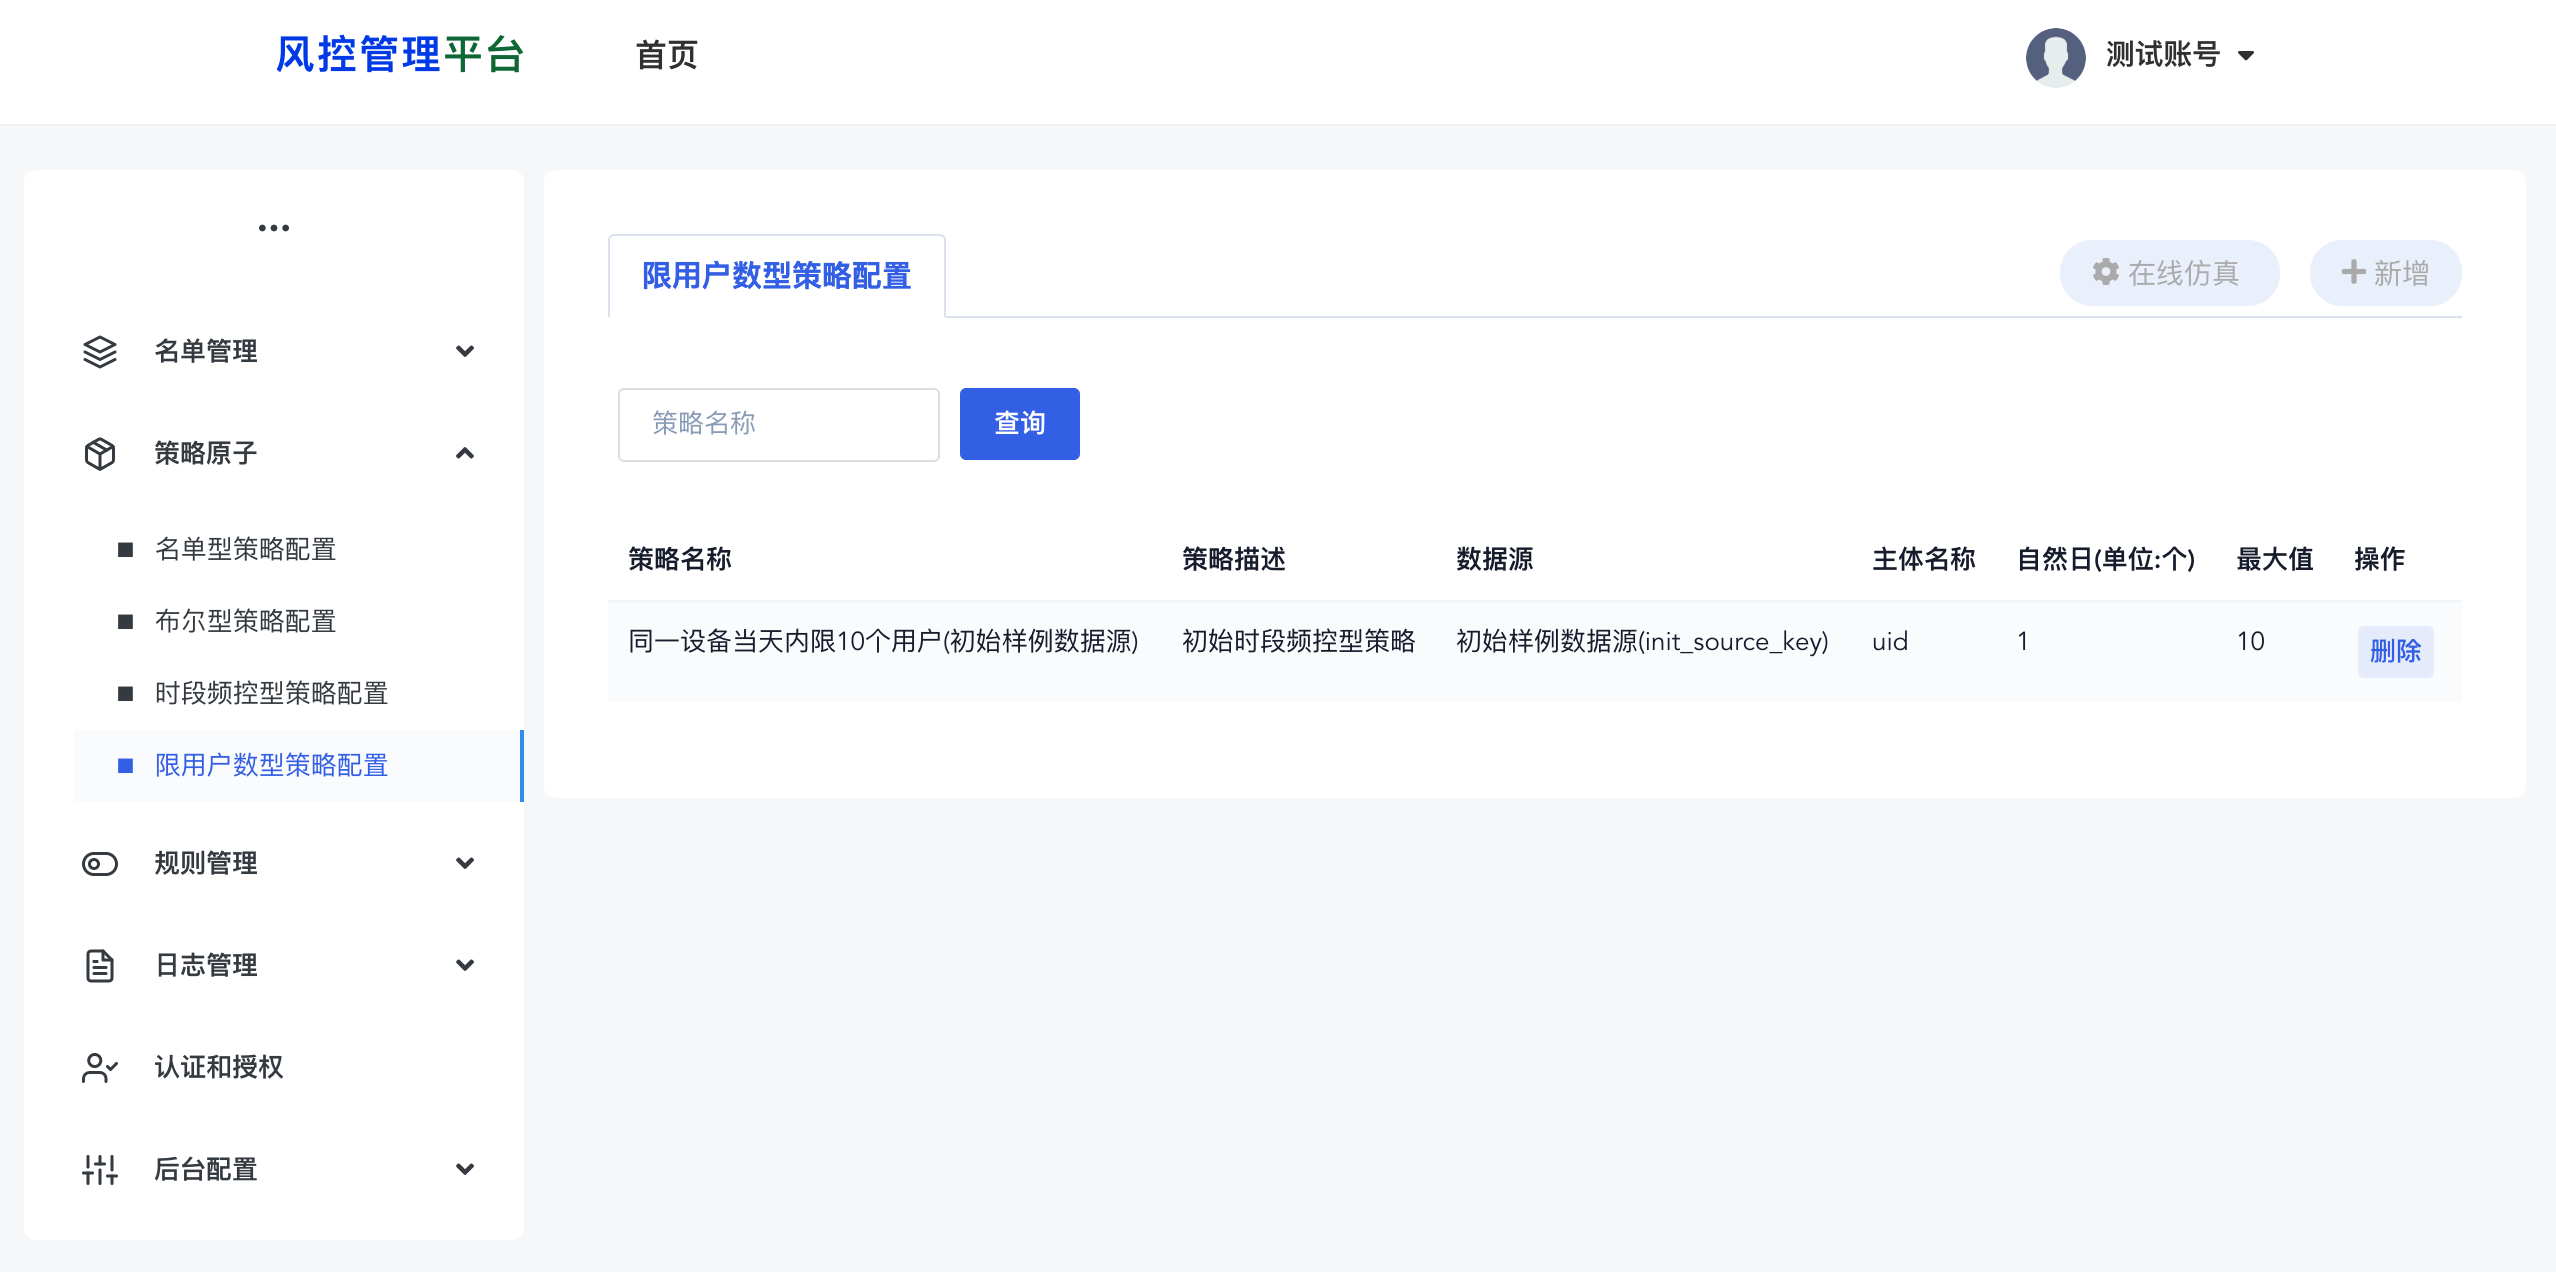 风控管理平台
首页
测试账号
名单管理
策略原子
名单型策略配置
布尔型策略配置
时段频控型策略配置
限用户数型策略配置
规则管理
日志管理
认证和授权
后台配置
限用户数型策略配置
在线仿真
新增
策略名称
查询
策略名称 策略描述 数据源 主体名称 自然日(单位:个) 最大值 操作
同一设备当天内限10个用户(初始样例数据源) 初始时段频控型策略 初始样例数据源(init_source_key) uid 1 10 删除